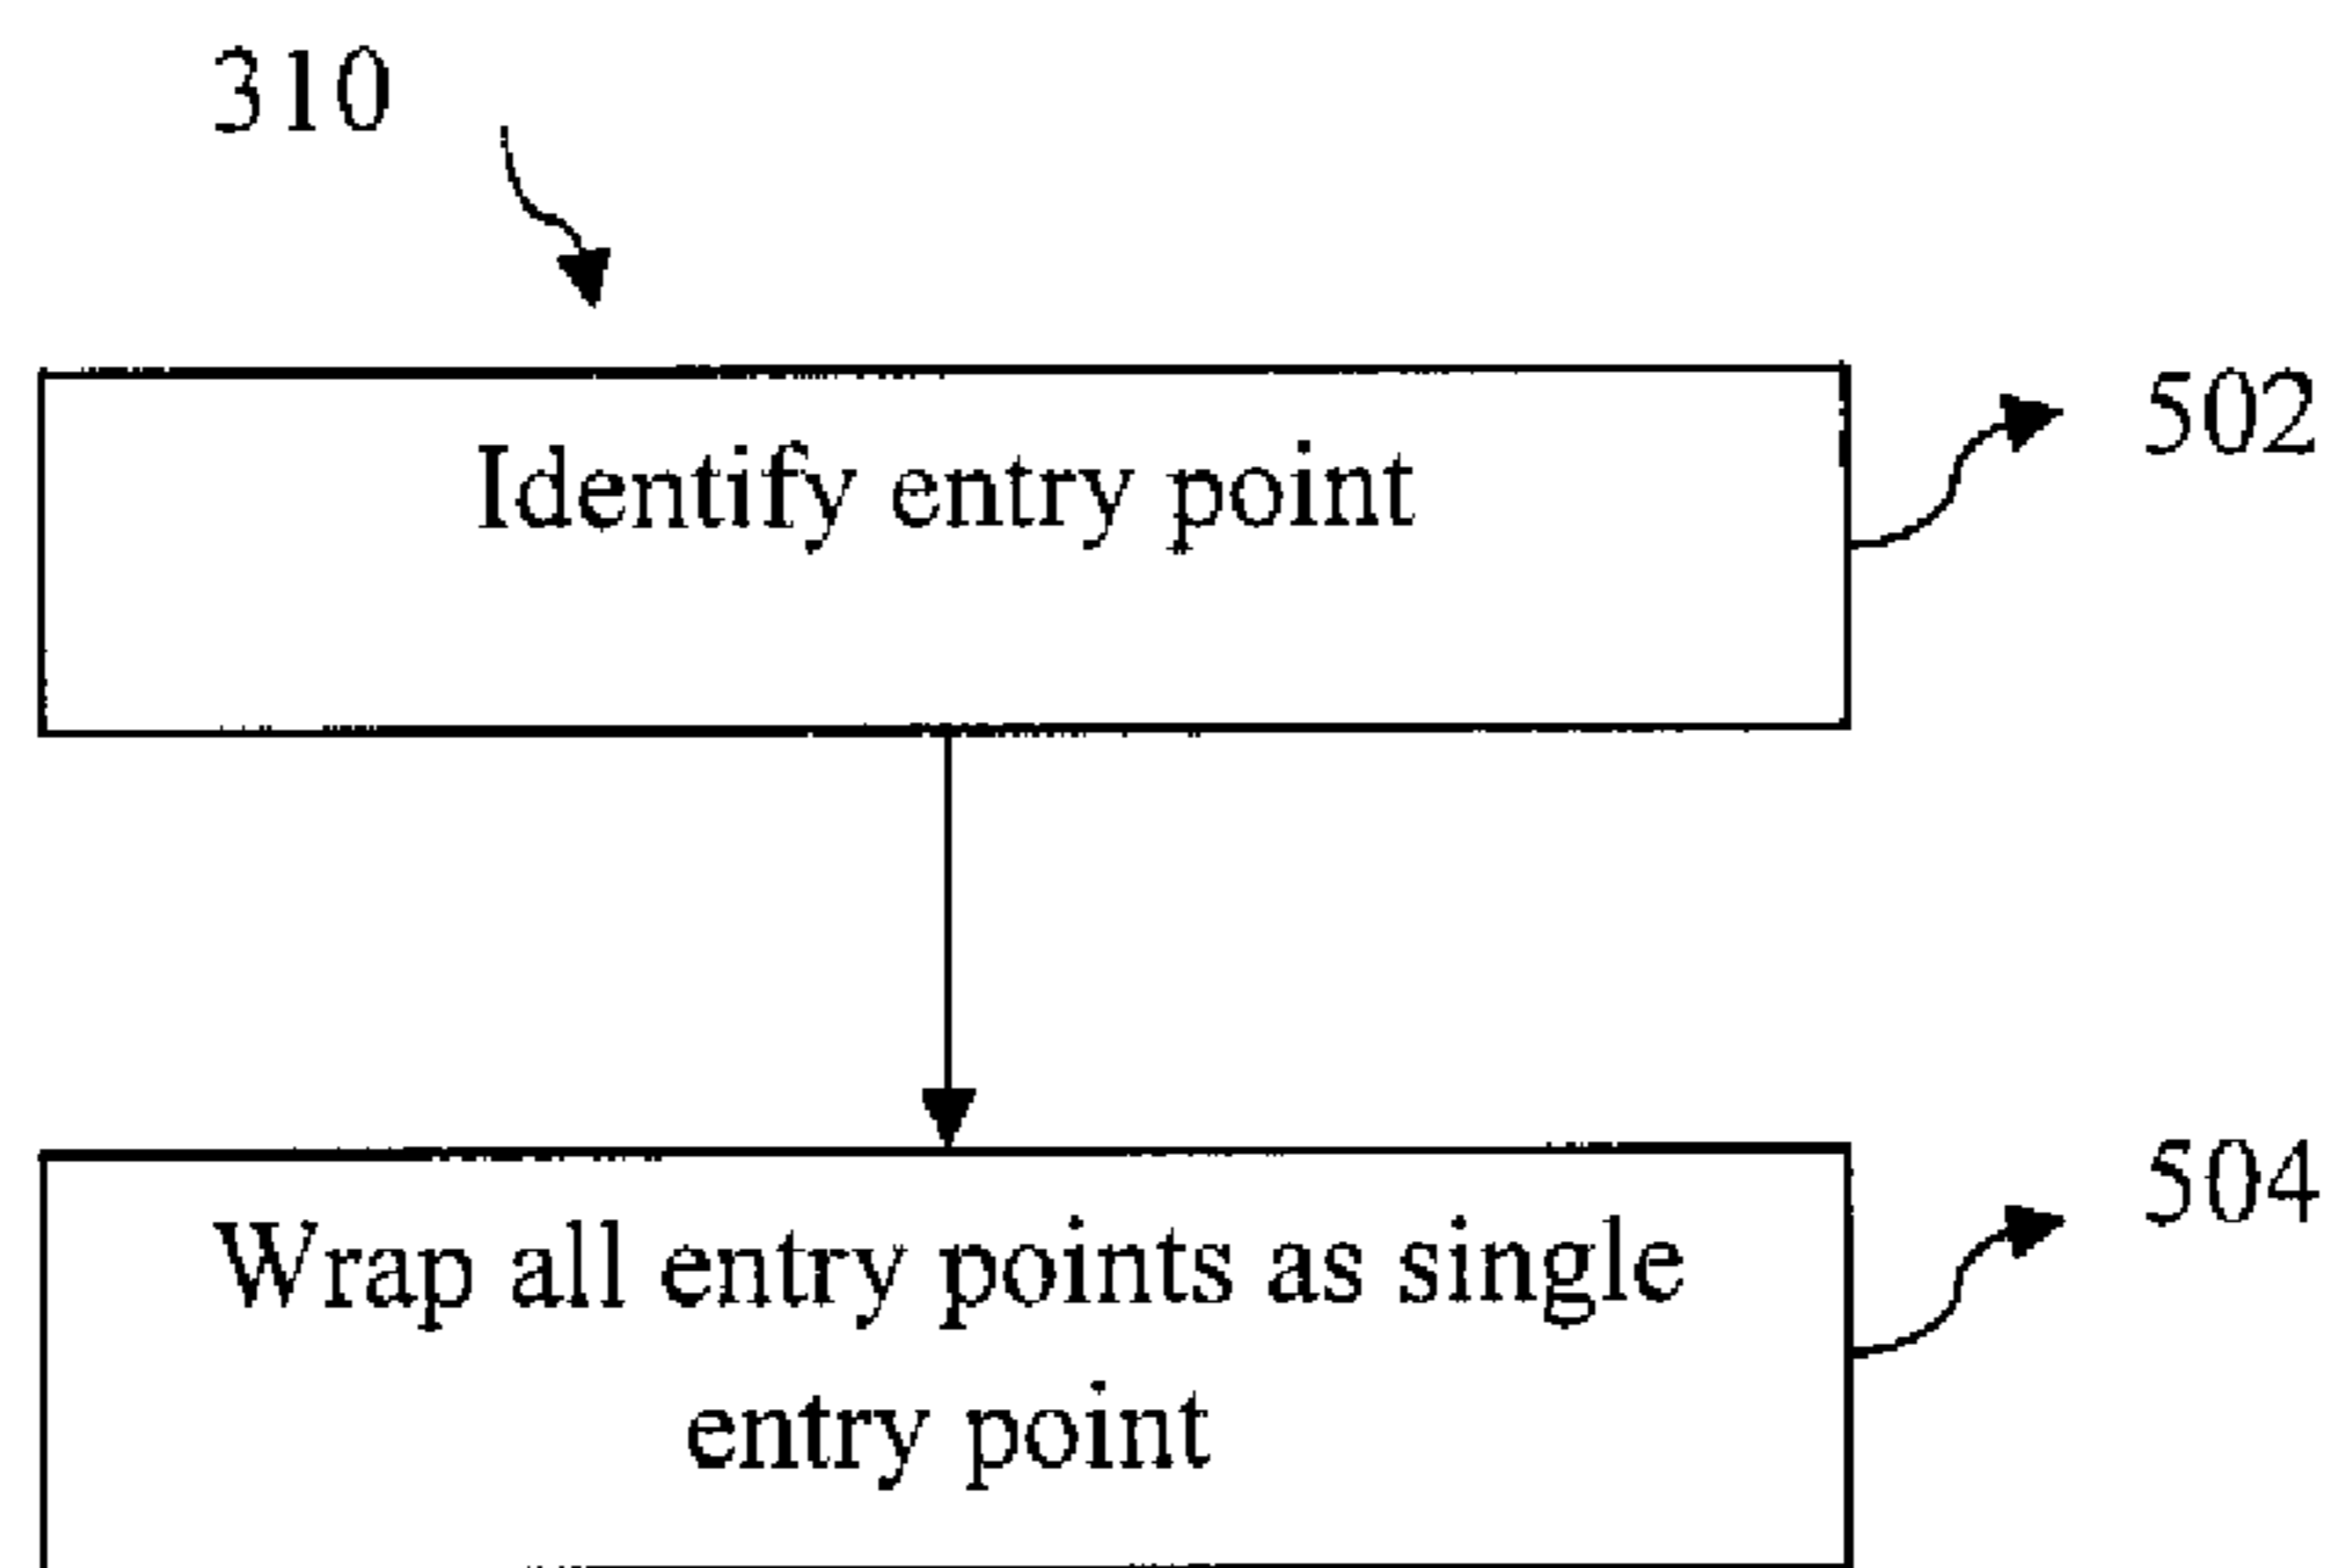 310
Identify entry point
502
504
Wrap all entry points as single
entry point